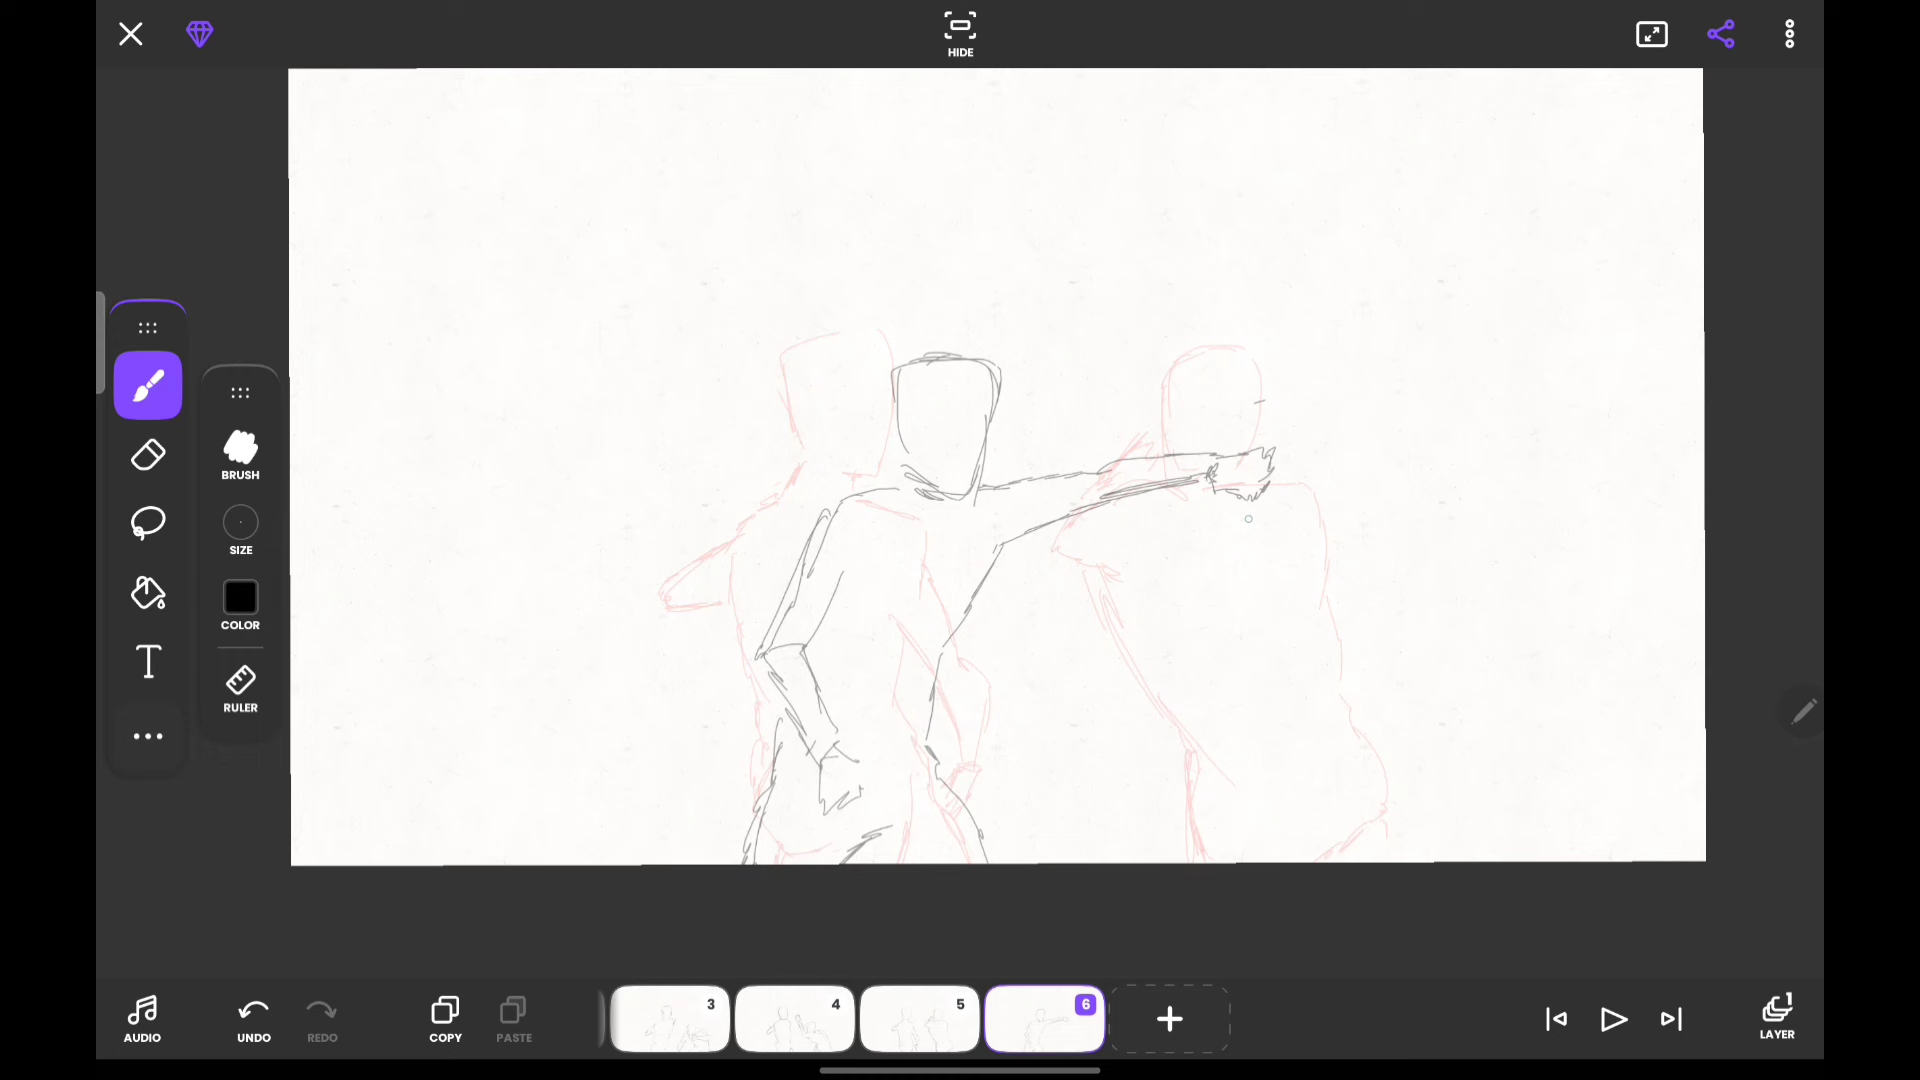 HIDE
BRUSH
SIZE
COLOR
T
RULER
3
4
5
6
AUDIO
UNDO
REDO
COPY
PASTE
LAYER